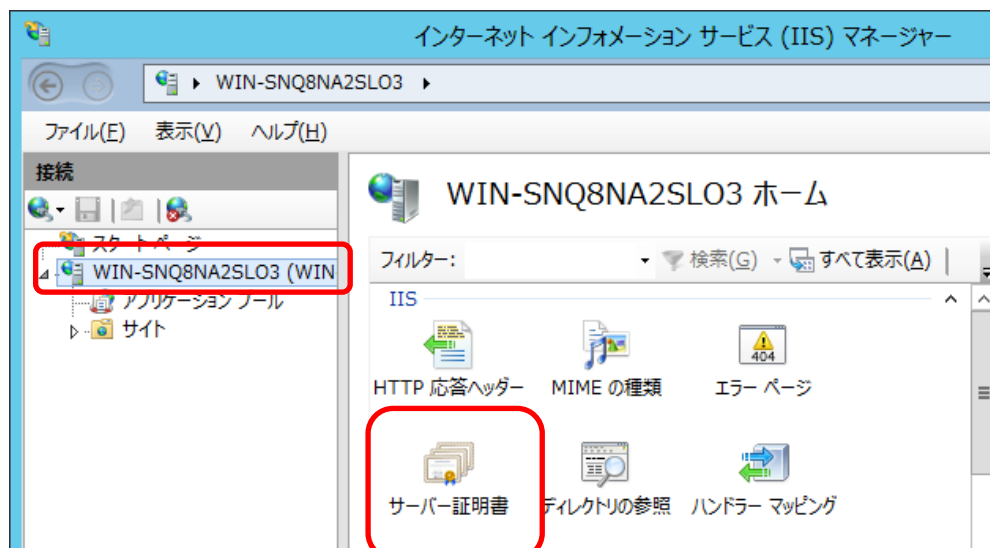 インターネット インフォメーション サービス (IIS) マネージャー
WIN-SNQ8NA2SLO3
ファイル(F) 表示(V) ヘルプ(H)
接続
スタート ページ
WIN-SNQ8NA2SLO3 (WIN
アプリケーション プール
サイト
WIN-SNQ8NA2SLO3 ホーム
フィルター: 検索(G) すべて表示(A)
IIS
HTTP 応答ヘッダー MIME の種類 エラー ページ
404
サーバー証明書 ディレクトリの参照 ハンドラー マッピング